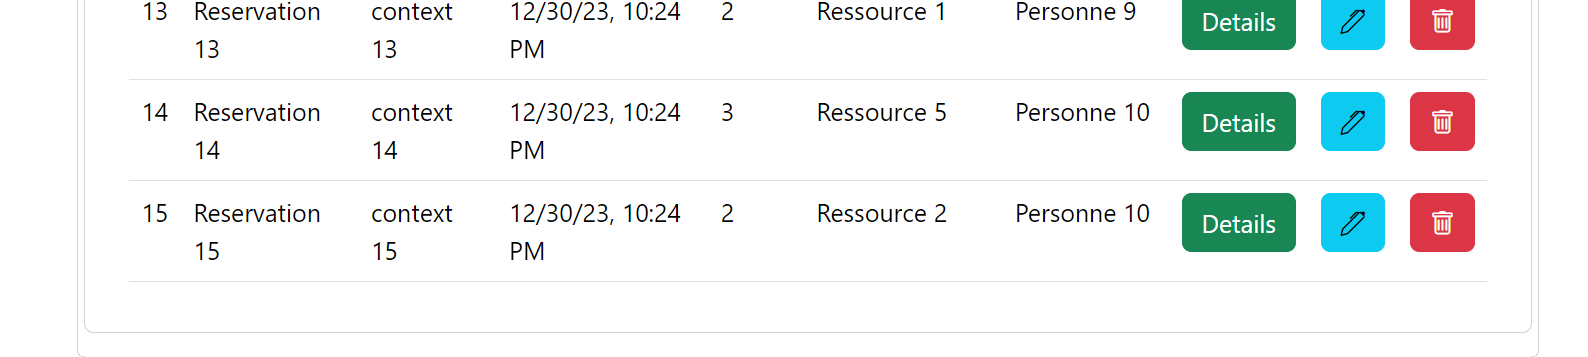 13 Reservation context 12/30/23, 10:24 2 Ressource 1 Personne 9 Details
13 13 PM
14 Reservation context 12/30/23, 10:24 3 Ressource 5 Personne 10 Details
14 14 PM
15 Reservation context 12/30/23, 10:24 2 Ressource 2 Personne 10 Details
15 15 PM